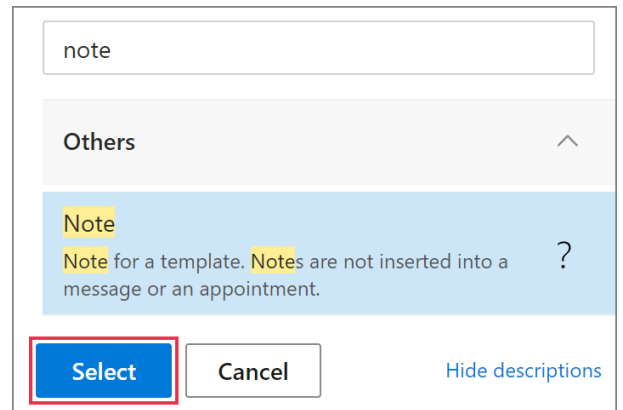 note
Others
Note
Note for a template. Notes are not inserted into a
message or an appointment.
?
Select Cancel Hide descriptions